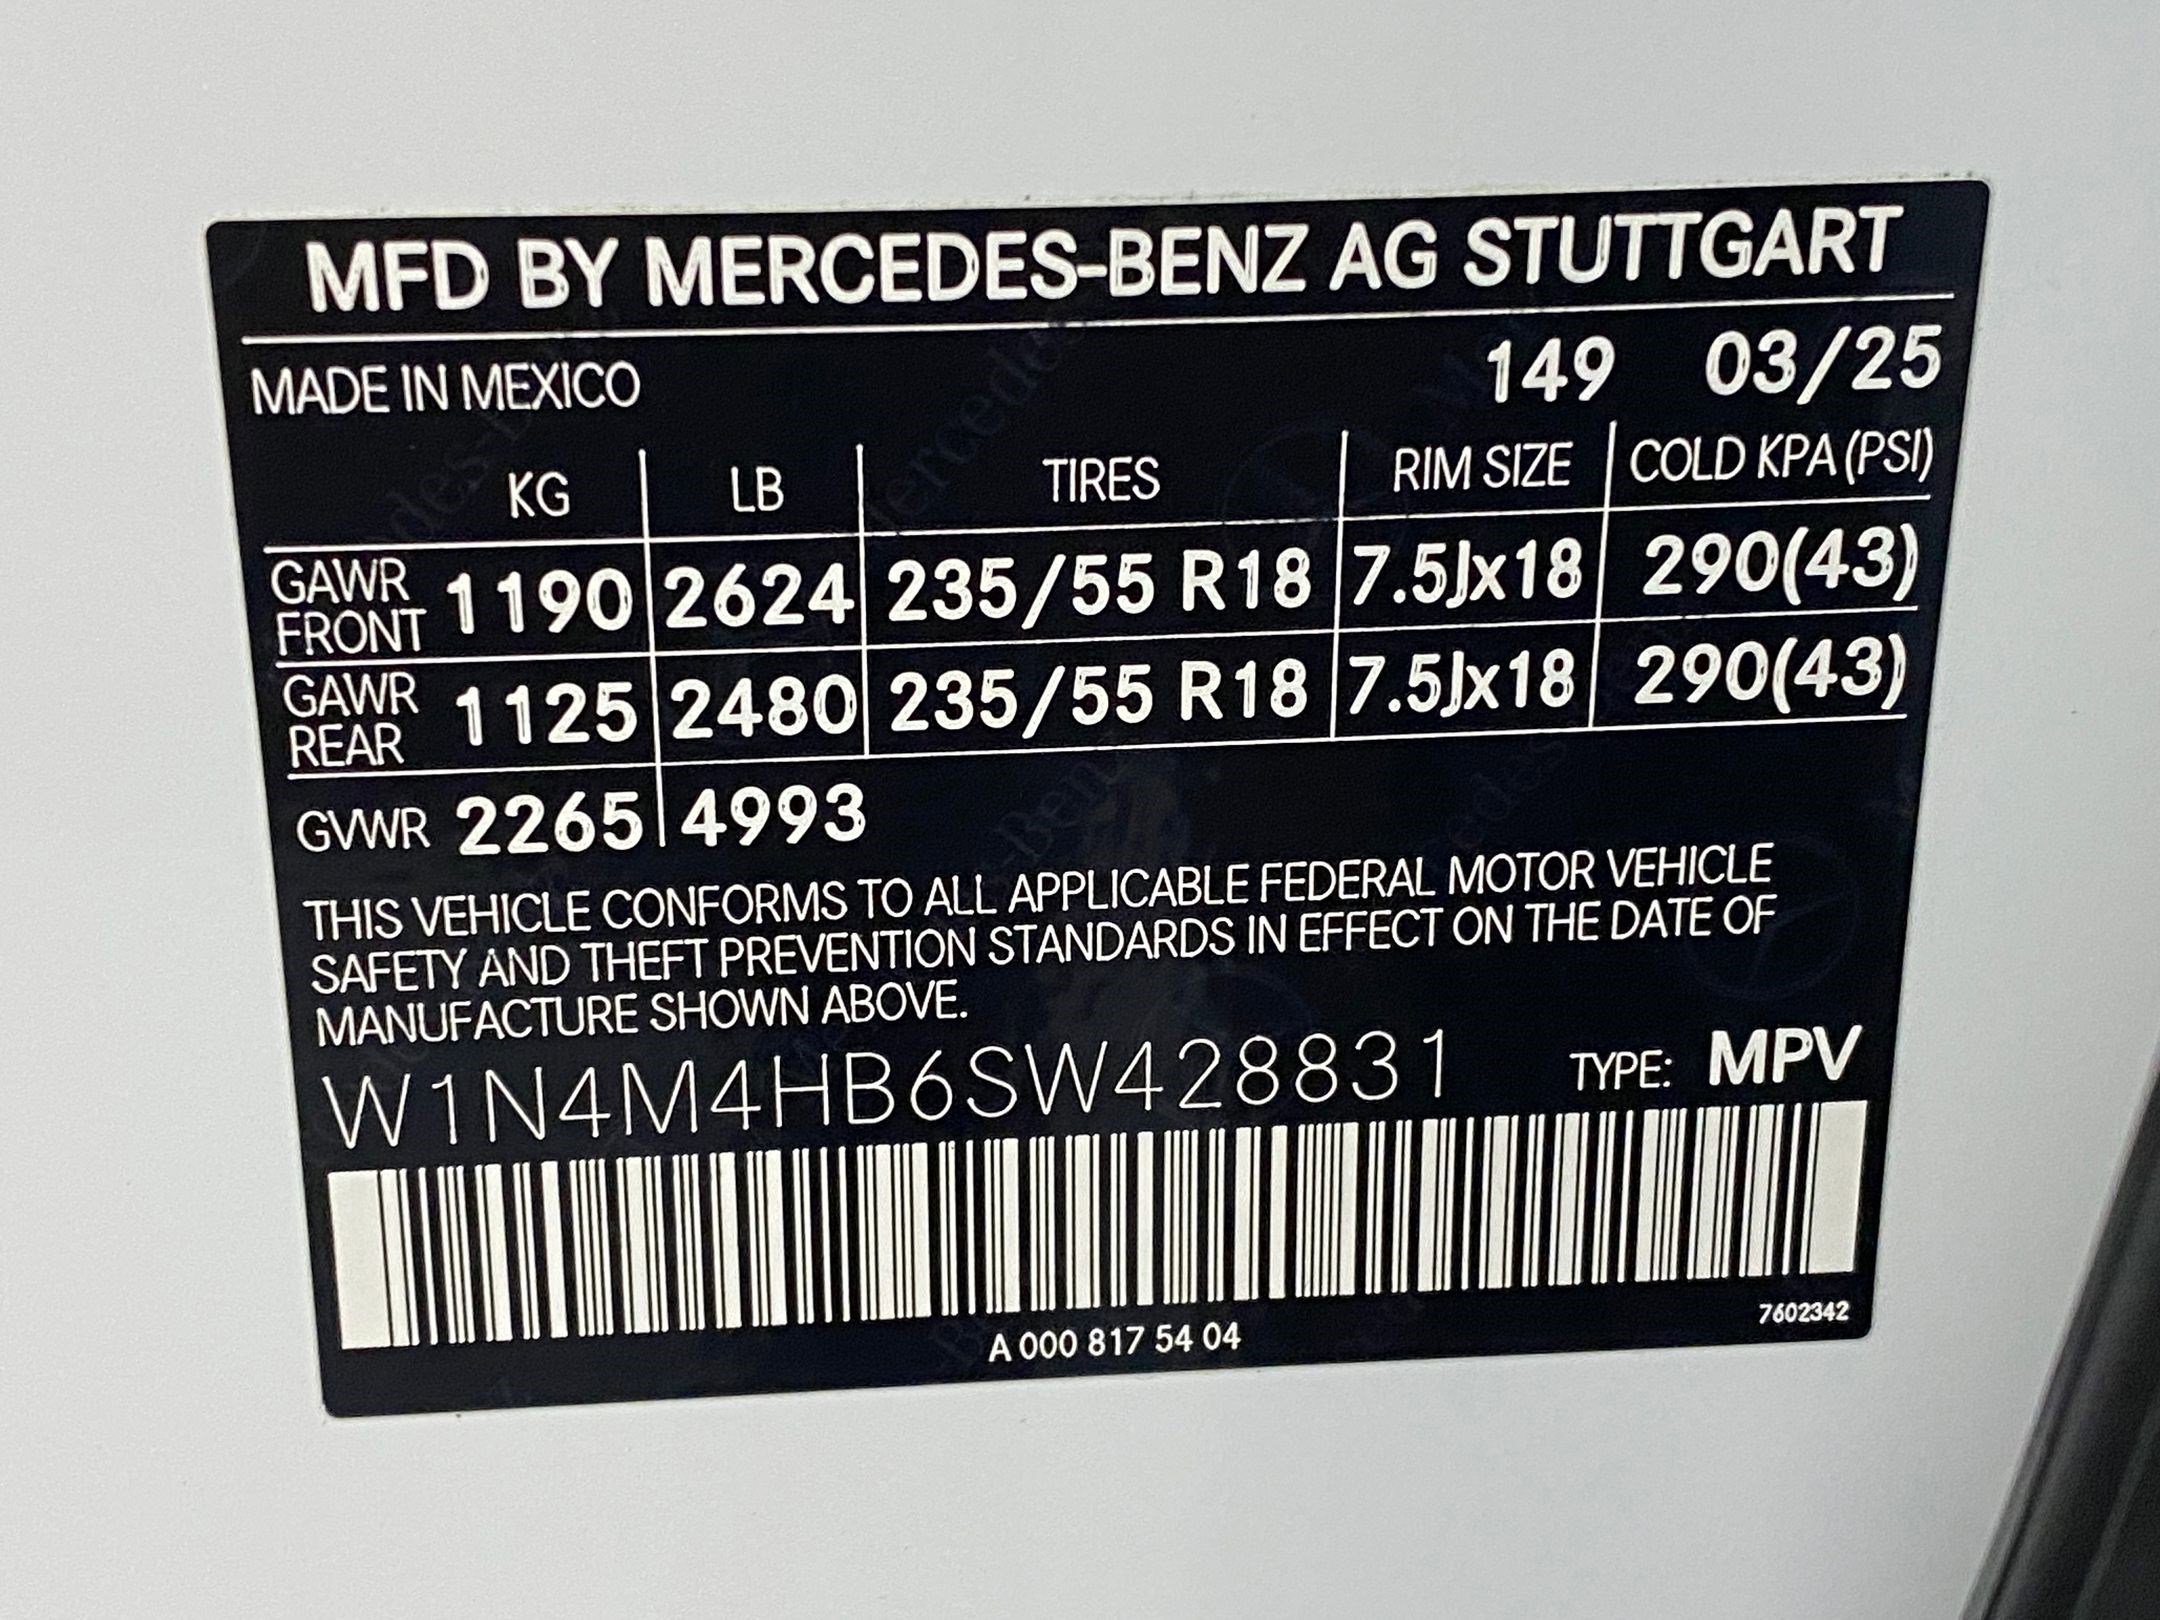 MFD BY MERCEDES-BENZ AG STUTTGART
MADE IN MEXICO 149 03/25
KG LB TIRES RIM SIZE COLD KPA (PSI)
GAWR FRONT 1190 2624 235/55 R18 7.5Jx18 290(43)
GAWR REAR 1125 2480 235/55 R18 7.5Jx18 290(43)
GVWR 2265 4993
THIS VEHICLE CONFORMS TO ALL APPLICABLE FEDERAL MOTOR VEHICLE
SAFETY AND THEFT PREVENTION STANDARDS IN EFFECT ON THE DATE OF
MANUFACTURE SHOWN ABOVE.
W1N4M4HB6SW428831 TYPE: MPV
7602342
A 000 817 54 04